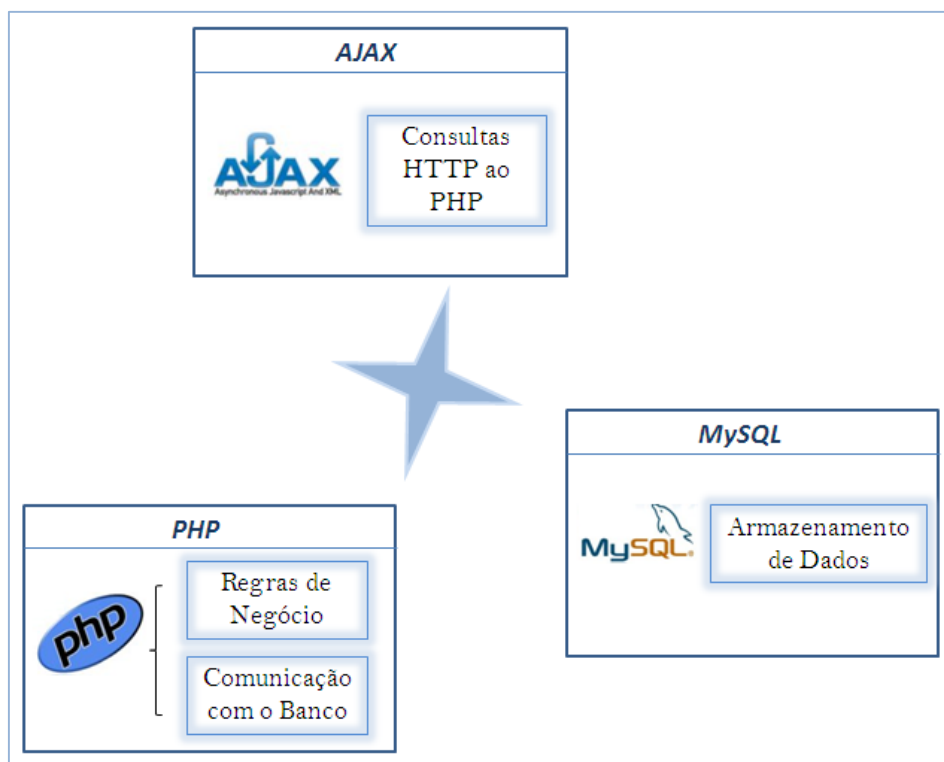 AJAX
AJAX
Asynchronous Javascript And XML
Consultas
HTTP ao
PHP
MySQL
MySQL®
Armazenamento
de Dados
PHP
php
Regras de
Negócio
Comunicação
com o Banco